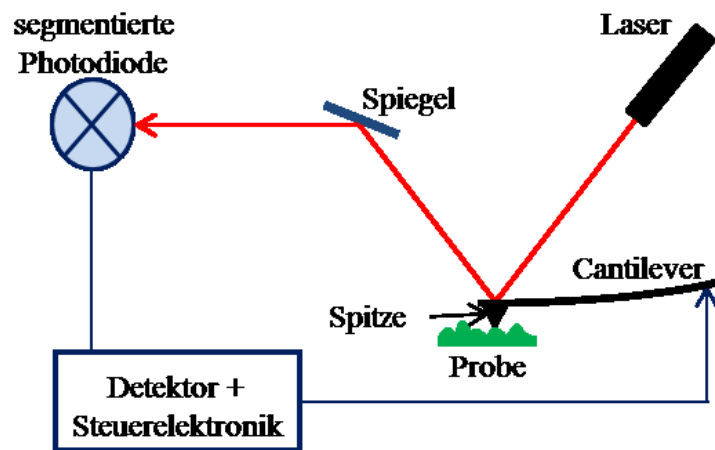 segmentierte
Photodiode
Laser
Spiegel
Cantilever
Spitze
Probe
Detektor +
Steuerelektronik